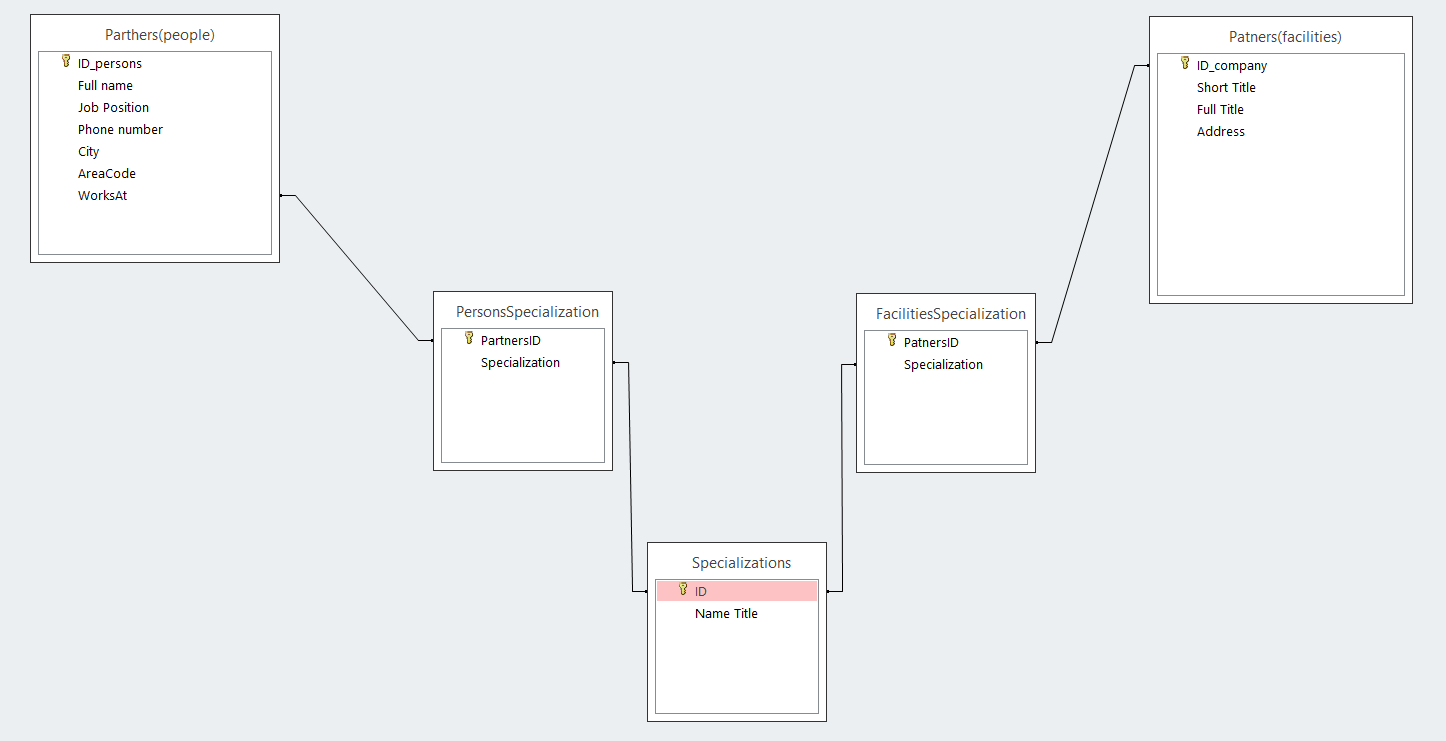 Parthers(people)
ID_persons
Full name
Job Position
Phone number
City
AreaCode
WorksAt
Patners(facilities)
ID_company
Short Title
Full Title
Address
PersonsSpecialization
PartnersID
Specialization
FacilitiesSpecialization
PatnersID
Specialization
Specializations
ID
Name Title